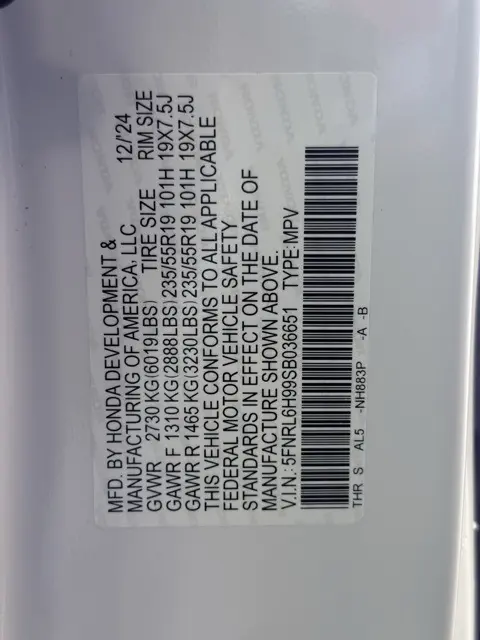 MFD. BY HONDA DEVELOPMENT &
MANUFACTURING OF AMERICA, LLC 12/'24
GVWR 2730 KG(6019LBS) TIRE SIZE RIM SIZE
GAWR F 1310 KG(2888LBS)235/55R19 101H 19X7.5J
GAWR R 1465 KG(3230LBS)235/55R19 101H 19X7.5J
THIS VEHICLE CONFORMS TO ALL APPLICABLE
FEDERAL MOTOR VEHICLE SAFETY
STANDARDS IN EFFECT ON THE DATE OF
MANUFACTURE SHOWN ABOVE.
V.I.N.: 5FNRL6H99SB036651 TYPE: MPV
THR S AL5 -NH883P -A -B